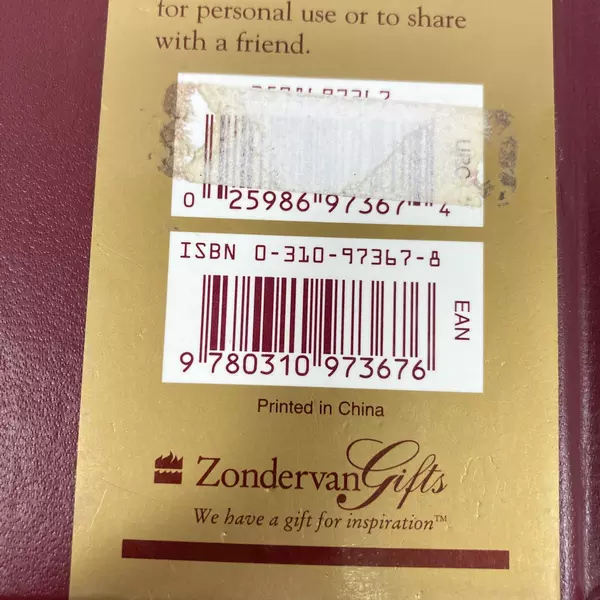 for personal use or to share
with a friend.
UPC
0 25986 97367 4
ISBN 0-310-97367-8
EAN
9 780310 973676
Printed in China
Zondervan Gifts
We have a gift for inspiration™